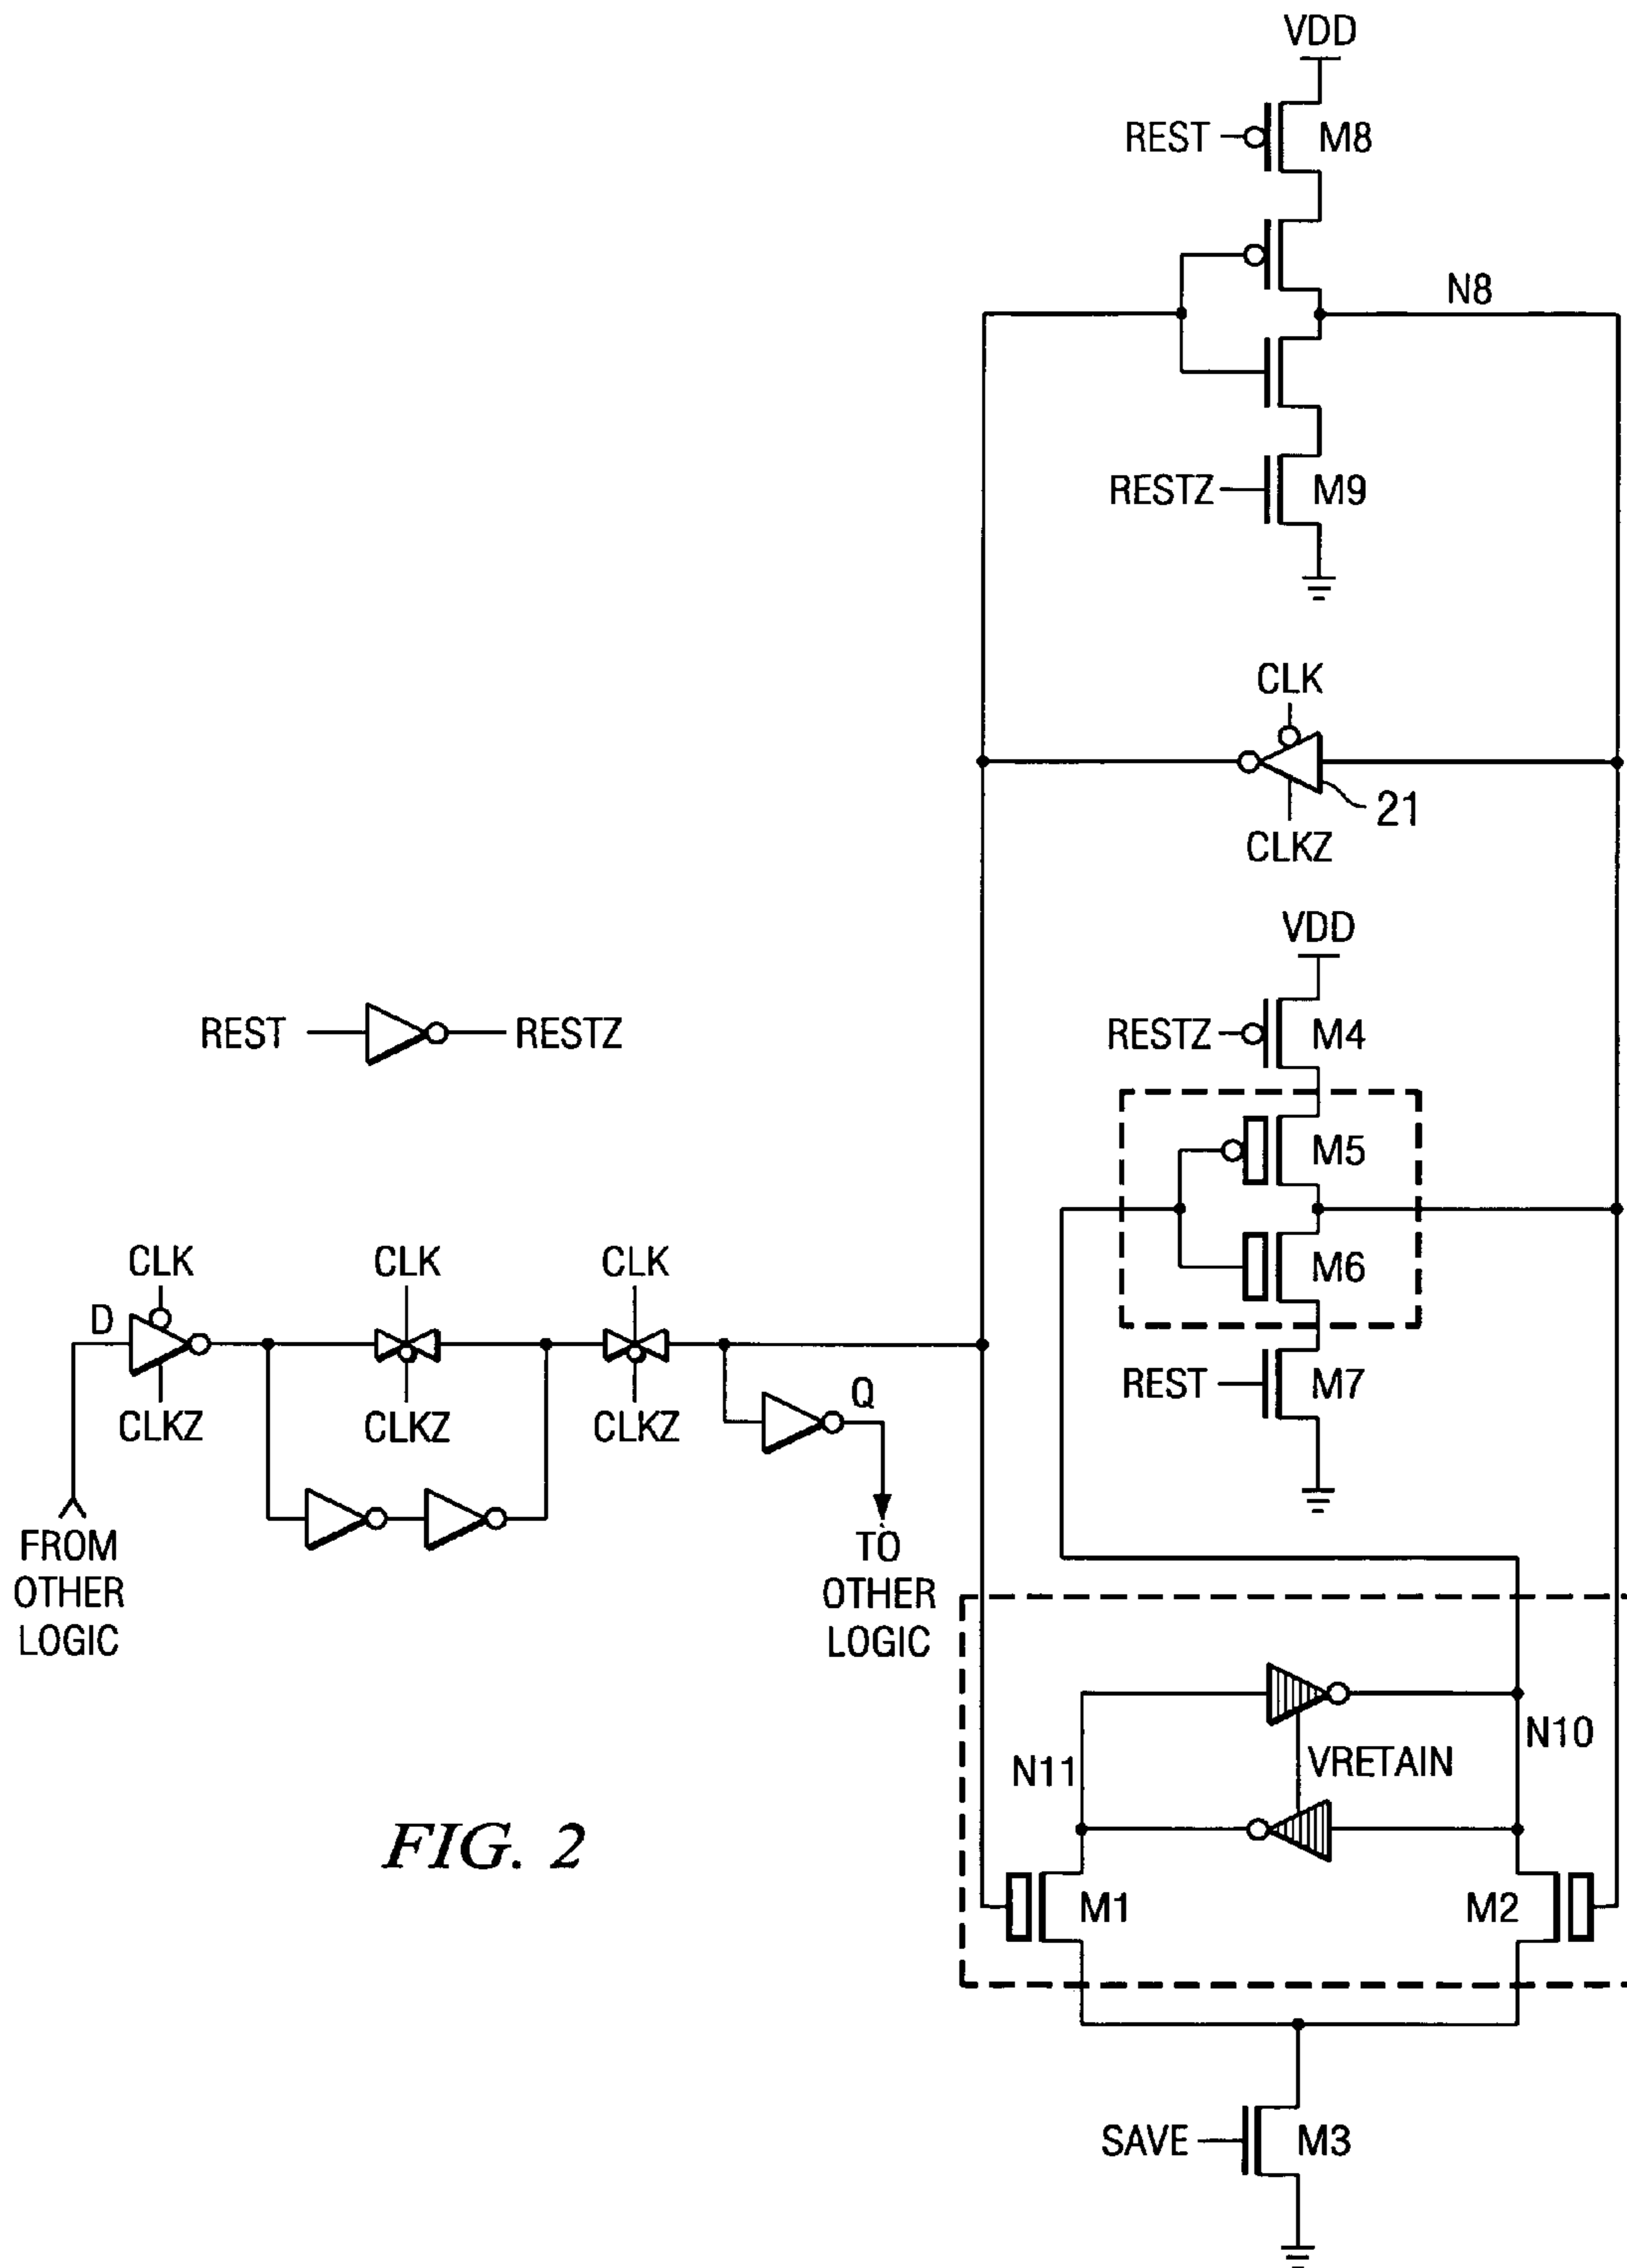 VDD
REST
M8
N8
RESTZ
M9
CLK
21
CLKZ
VDD
REST
RESTZ
RESTZ
M4
M5
M6
CLK
CLK
CLK
D
CLKZ
CLKZ
CLKZ
Q
REST
M7
FROM
OTHER
LOGIC
TO
OTHER
LOGIC
N10
N11
VRETAIN
FIG. 2
M1
M2
SAVE
M3